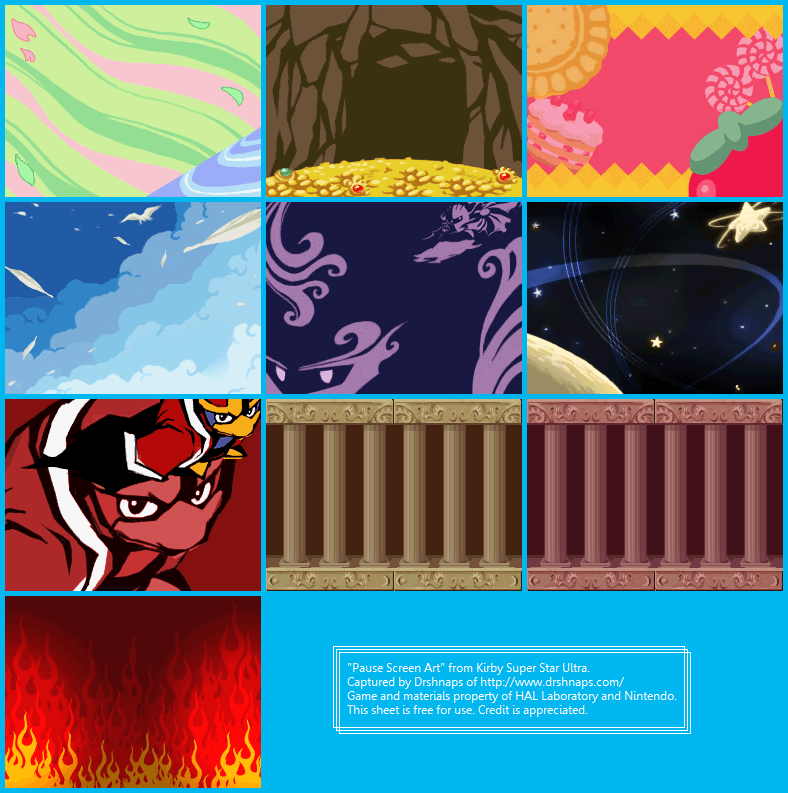 "Pause Screen Art" from Kirby Super Star Ultra.
Captured by Drshnaps of http://www.drshnaps.com/
Game and materials property of HAL Laboratory and Nintendo.
This sheet is free for use. Credit is appreciated.